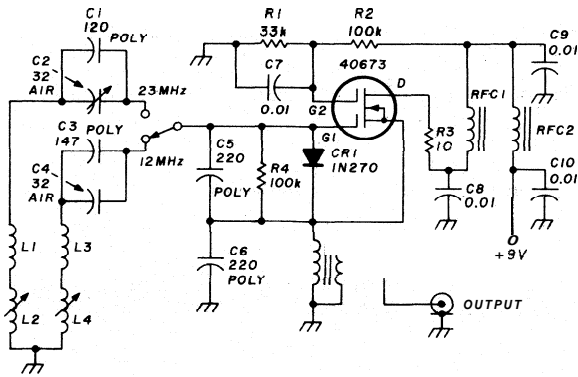 C1
120
POLY
C2
32
AIR
23MHz
C3
147 POLY
12MHz
C4
32
AIR
L1
L3
L2
L4
R1
33k
R2
100k
C7
0.01
40673
D
G2
G1
C5
220
POLY
R4
100k
CR1
1N270
C6
220
POLY
R3
10
RFC1
RFC2
C8
0.01
C9
0.01
C10
0.01
+9V
OUTPUT